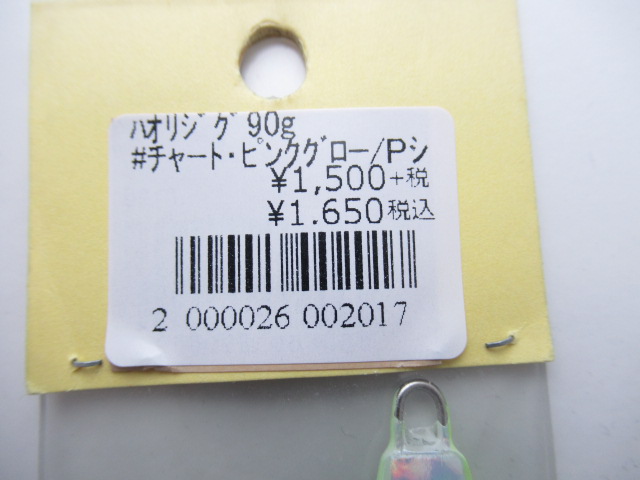 ハオリジグ 90g
#チャート・ピンクグロー/Pシ
¥1,500+税
¥1.650税込
2 000026 002017